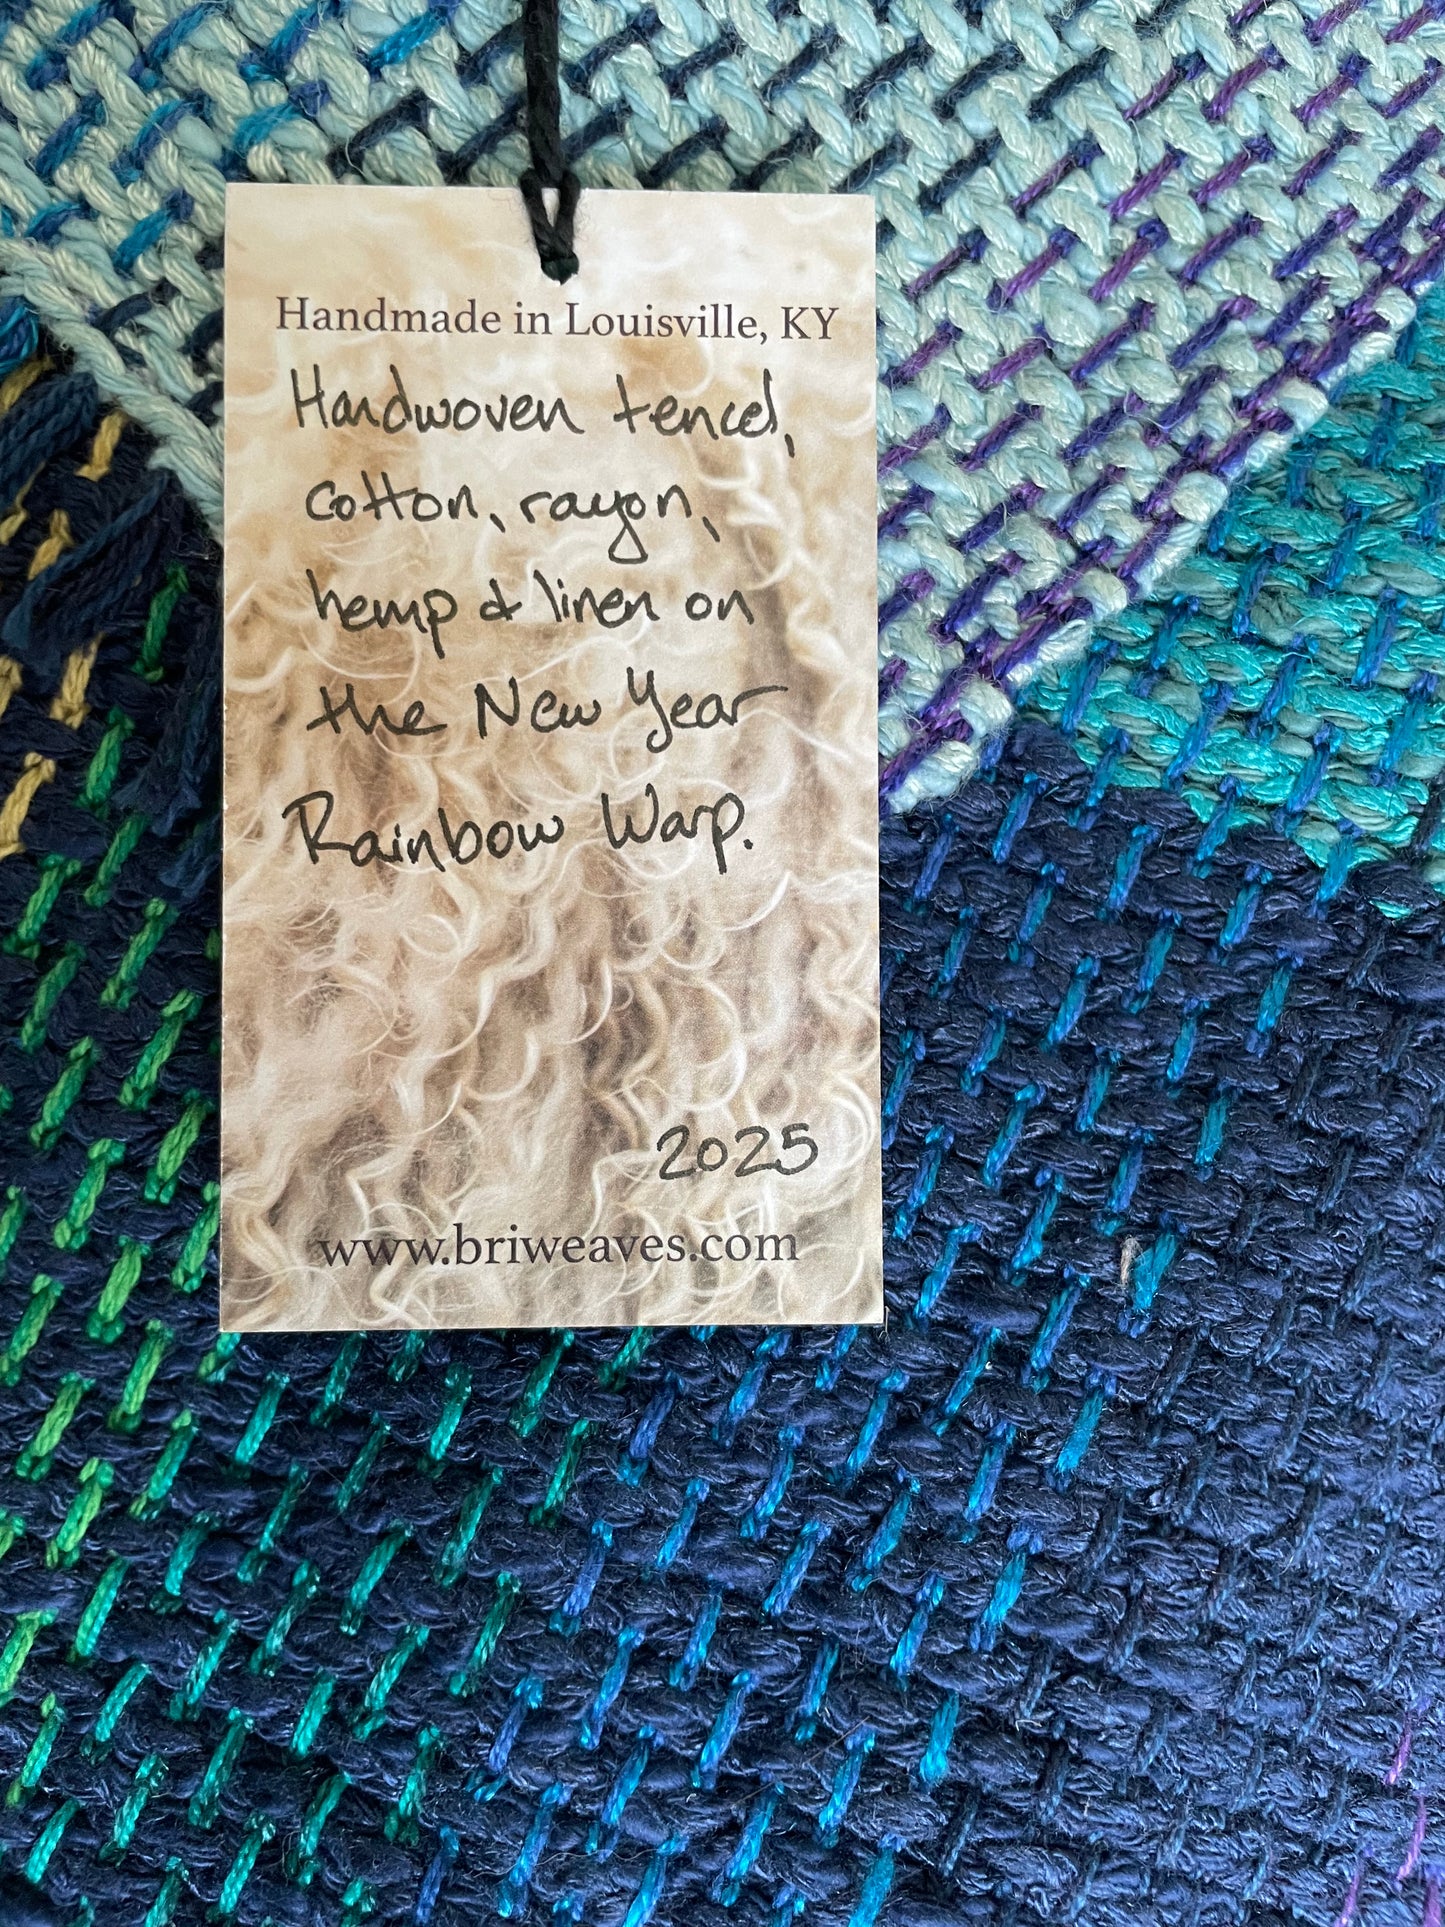 Handmade in Louisville, KY
Handwoven tencel,
cotton, rayon,
hemp & linen on
the New Year
Rainbow Warp.
2025
www.briweaves.com